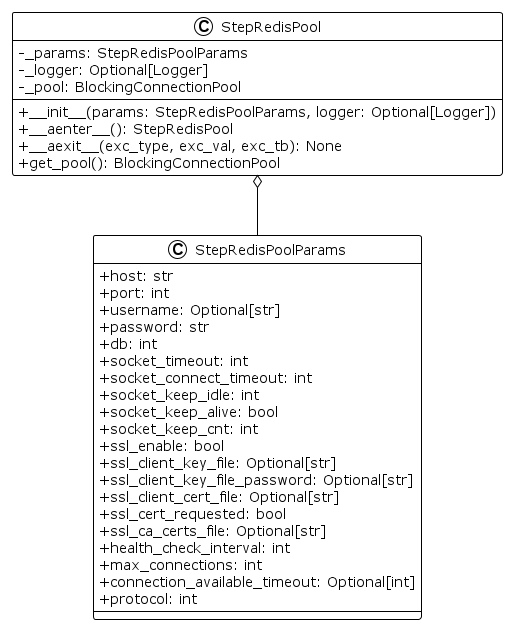 C StepRedisPool
-_params: StepRedisPoolParams
-_logger: Optional[Logger]
-_pool: BlockingConnectionPool
+__init__(params: StepRedisPoolParams, logger: Optional[Logger])
+__aenter__(): StepRedisPool
+__aexit__(exc_type, exc_val, exc_tb): None
+get_pool(): BlockingConnectionPool
C StepRedisPoolParams
+host: str
+port: int
+username: Optional[str]
+password: str
+db: int
+socket_timeout: int
+socket_connect_timeout: int
+socket_keep_idle: int
+socket_keep_alive: bool
+socket_keep_cnt: int
+ssl_enable: bool
+ssl_client_key_file: Optional[str]
+ssl_client_key_file_password: Optional[str]
+ssl_client_cert_file: Optional[str]
+ssl_cert_requested: bool
+ssl_ca_certs_file: Optional[str]
+health_check_interval: int
+max_connections: int
+connection_available_timeout: Optional[int]
+protocol: int